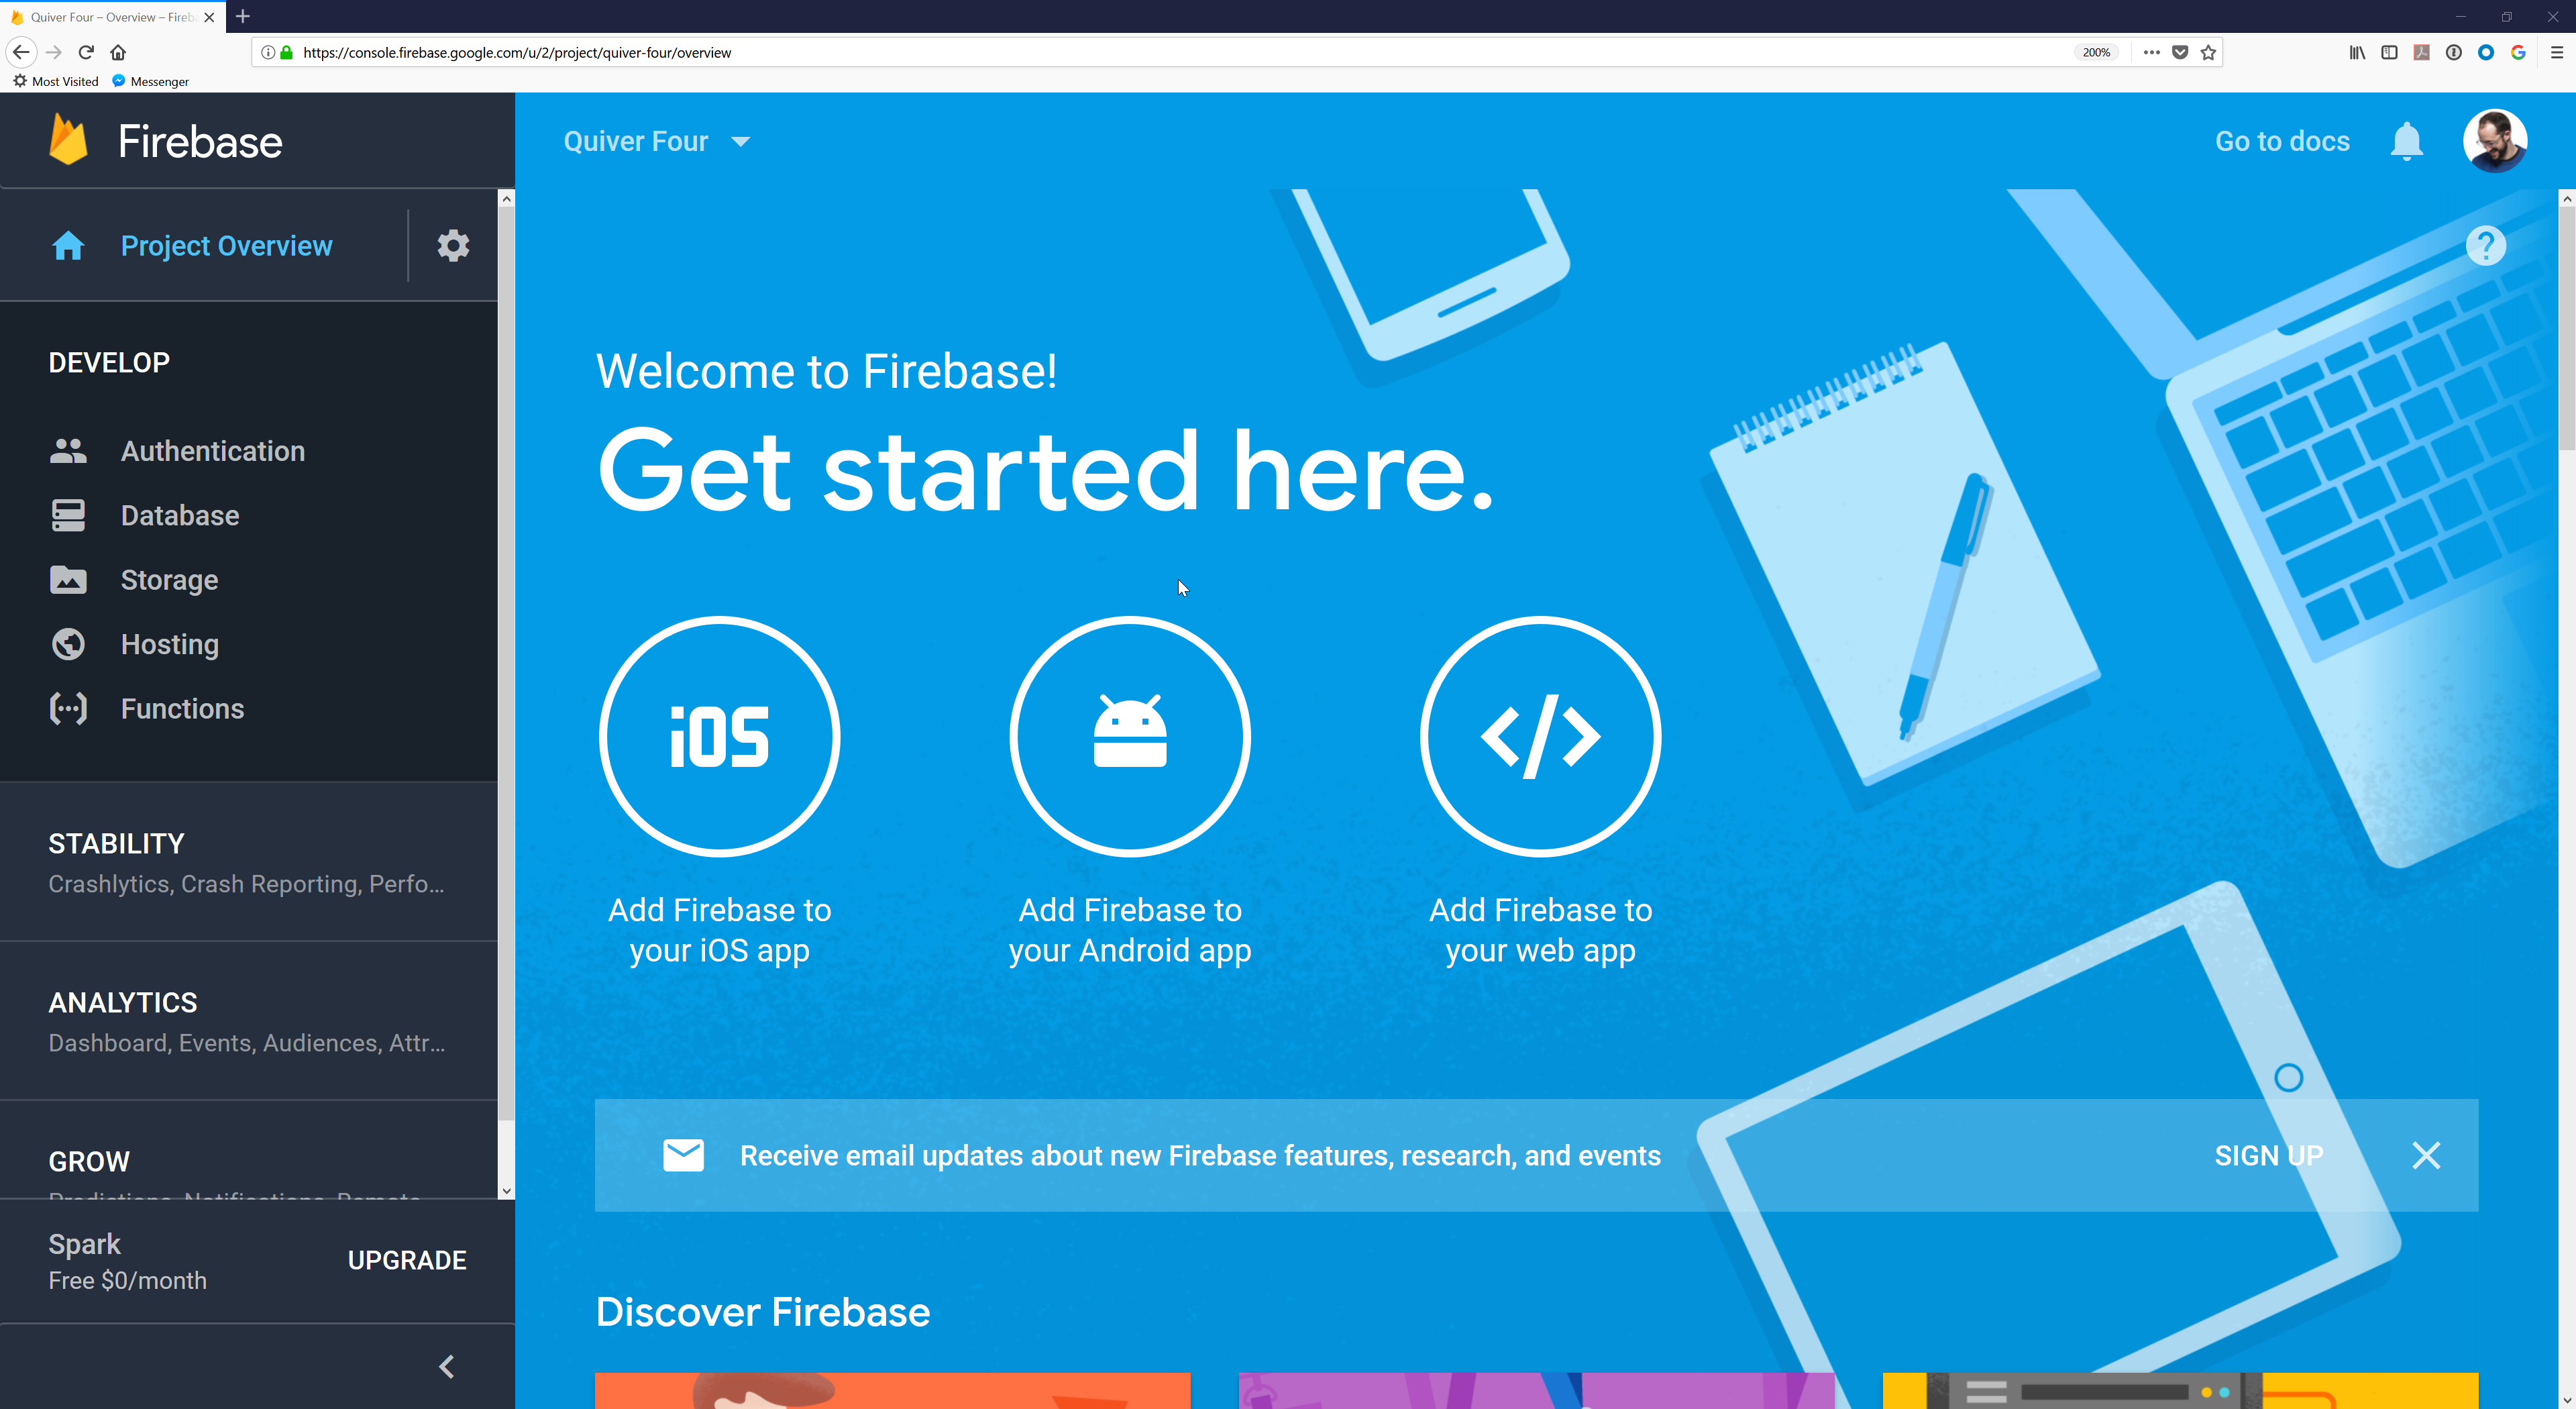 Quiver Four – Overview – Fireb
https://console.firebase.google.com/u/2/project/quiver-four/overview
200%
Most Visited
Messenger
Firebase
Quiver Four
Go to docs
Project Overview
DEVELOP
Authentication
Database
Storage
Hosting
Functions
STABILITY
Crashlytics, Crash Reporting, Perfo...
ANALYTICS
Dashboard, Events, Audiences, Attr...
GROW
Predictions, Notifications, Remote
Spark
Free $0/month
UPGRADE
Welcome to Firebase!
Get started here.
iOS
Add Firebase to
your iOS app
Add Firebase to
your Android app
</>
Add Firebase to
your web app
Receive email updates about new Firebase features, research, and events
SIGN UP
Discover Firebase